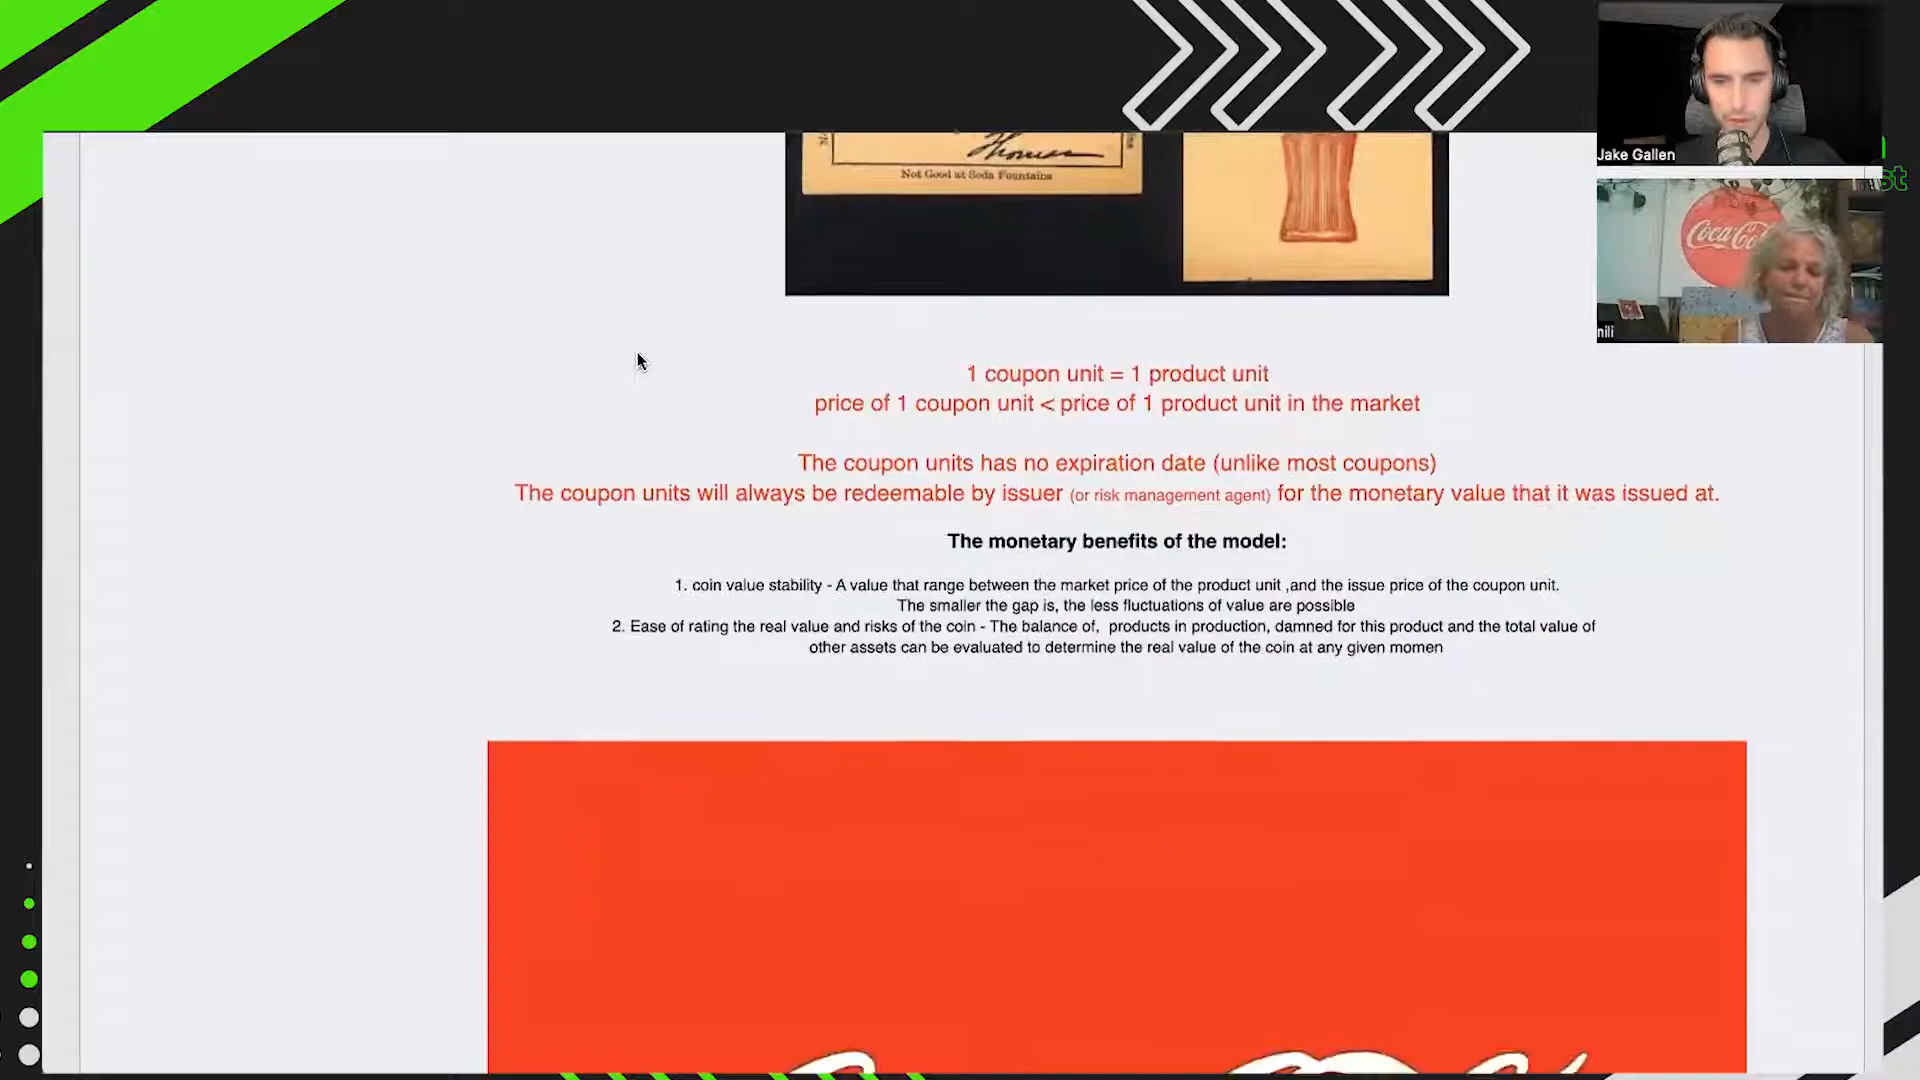 Jake Gallen
Thomas
Not Good at Soda Fountains
st
Coca Co
nili
1 coupon unit = 1 product unit
price of 1 coupon unit < price of 1 product unit in the market
The coupon units has no expiration date (unlike most coupons)
The coupon units will always be redeemable by issuer (or risk management agent) for the monetary value that it was issued at.
The monetary benefits of the model:
1. coin value stability - A value that range between the market price of the product unit ,and the issue price of the coupon unit.
The smaller the gap is, the less fluctuations of value are possible
2. Ease of rating the real value and risks of the coin - The balance of,  products in production, damned for this product and the total value of
other assets can be evaluated to determine the real value of the coin at any given momen